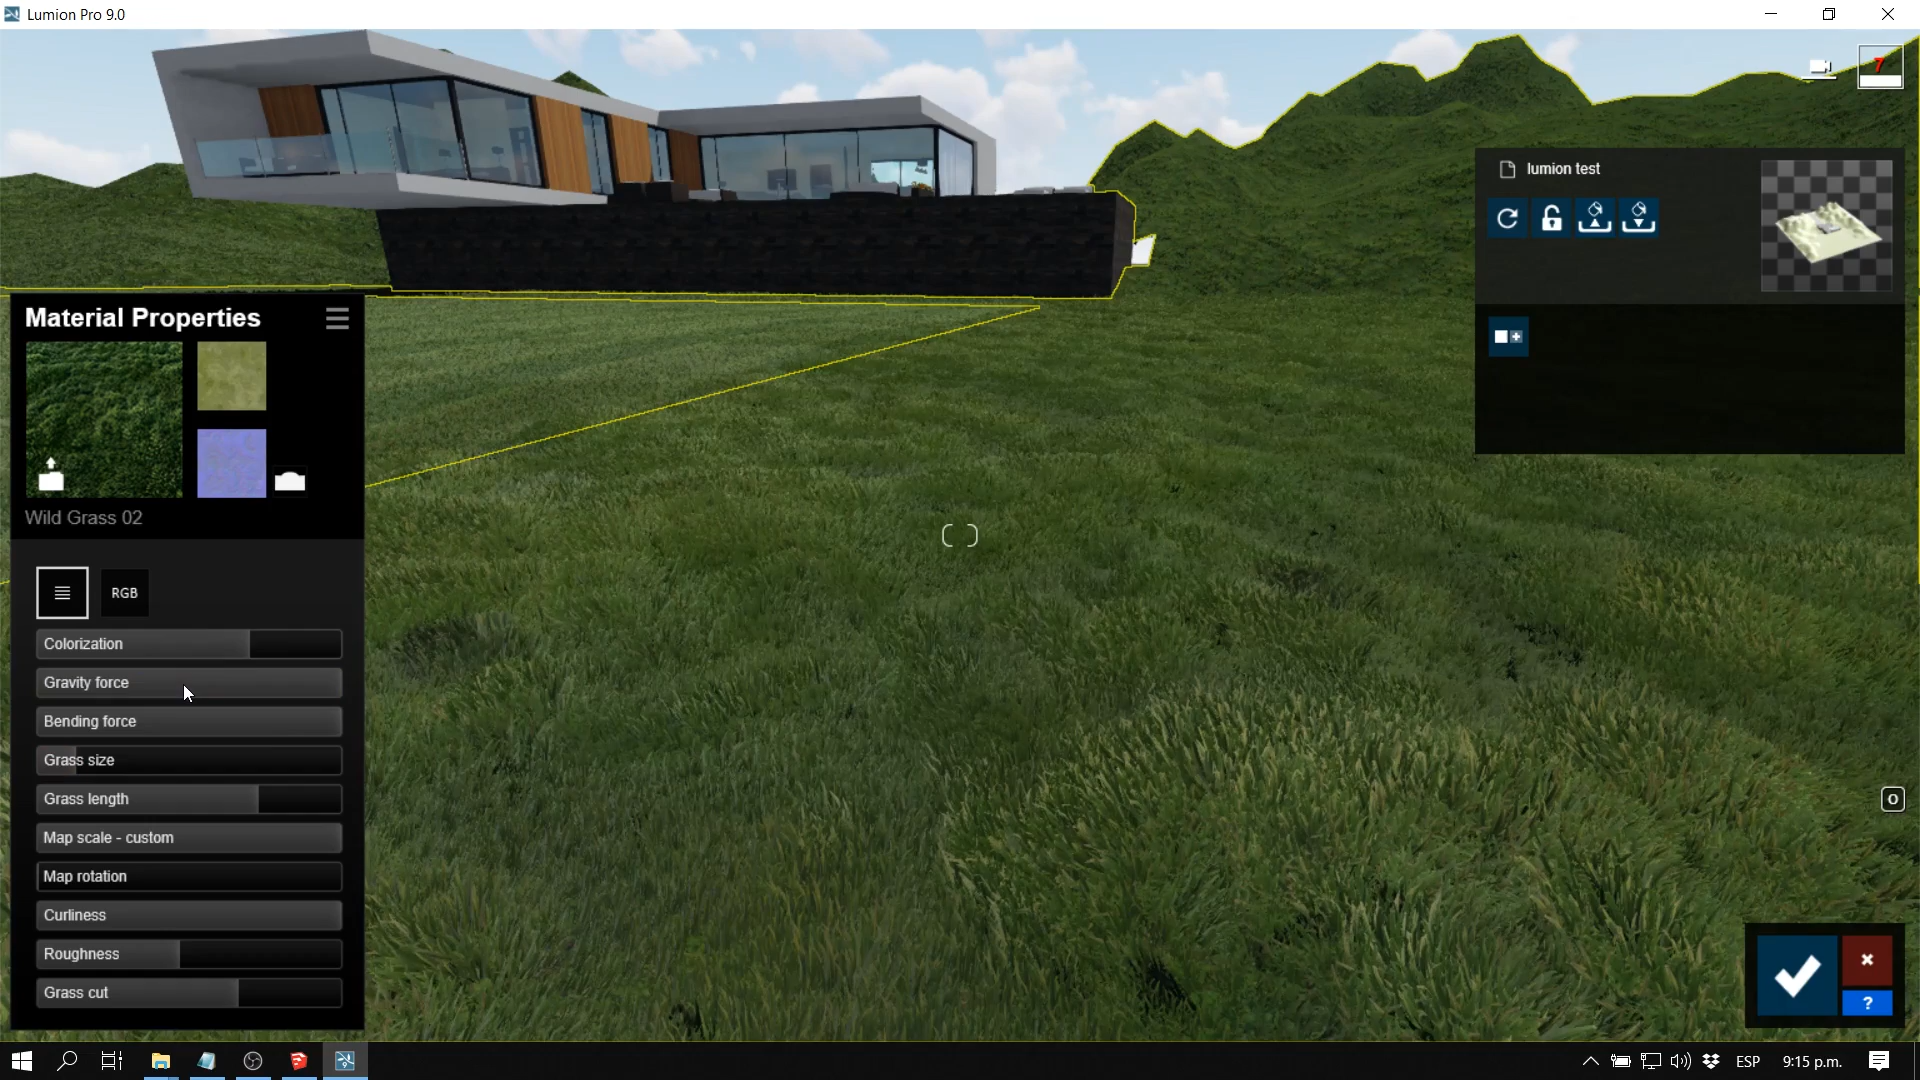 Lumion Pro 9.0
7
lumion test
Material Properties
Wild Grass 02
RGB
Colorization
Gravity force
Bending force
Grass size
Grass length
Map scale - custom
Map rotation
Curliness
Roughness
Grass cut
O
?
ESP
9:15 p.m.